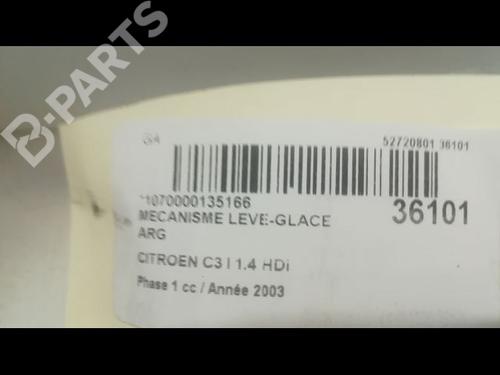 B-PARTS
GA
52720801 36101
*1070000135166
36101
MECANISME LEVE-GLACE
ARG
CITROEN C3 I 1.4 HDi
Phase 1 cc / Année 2003